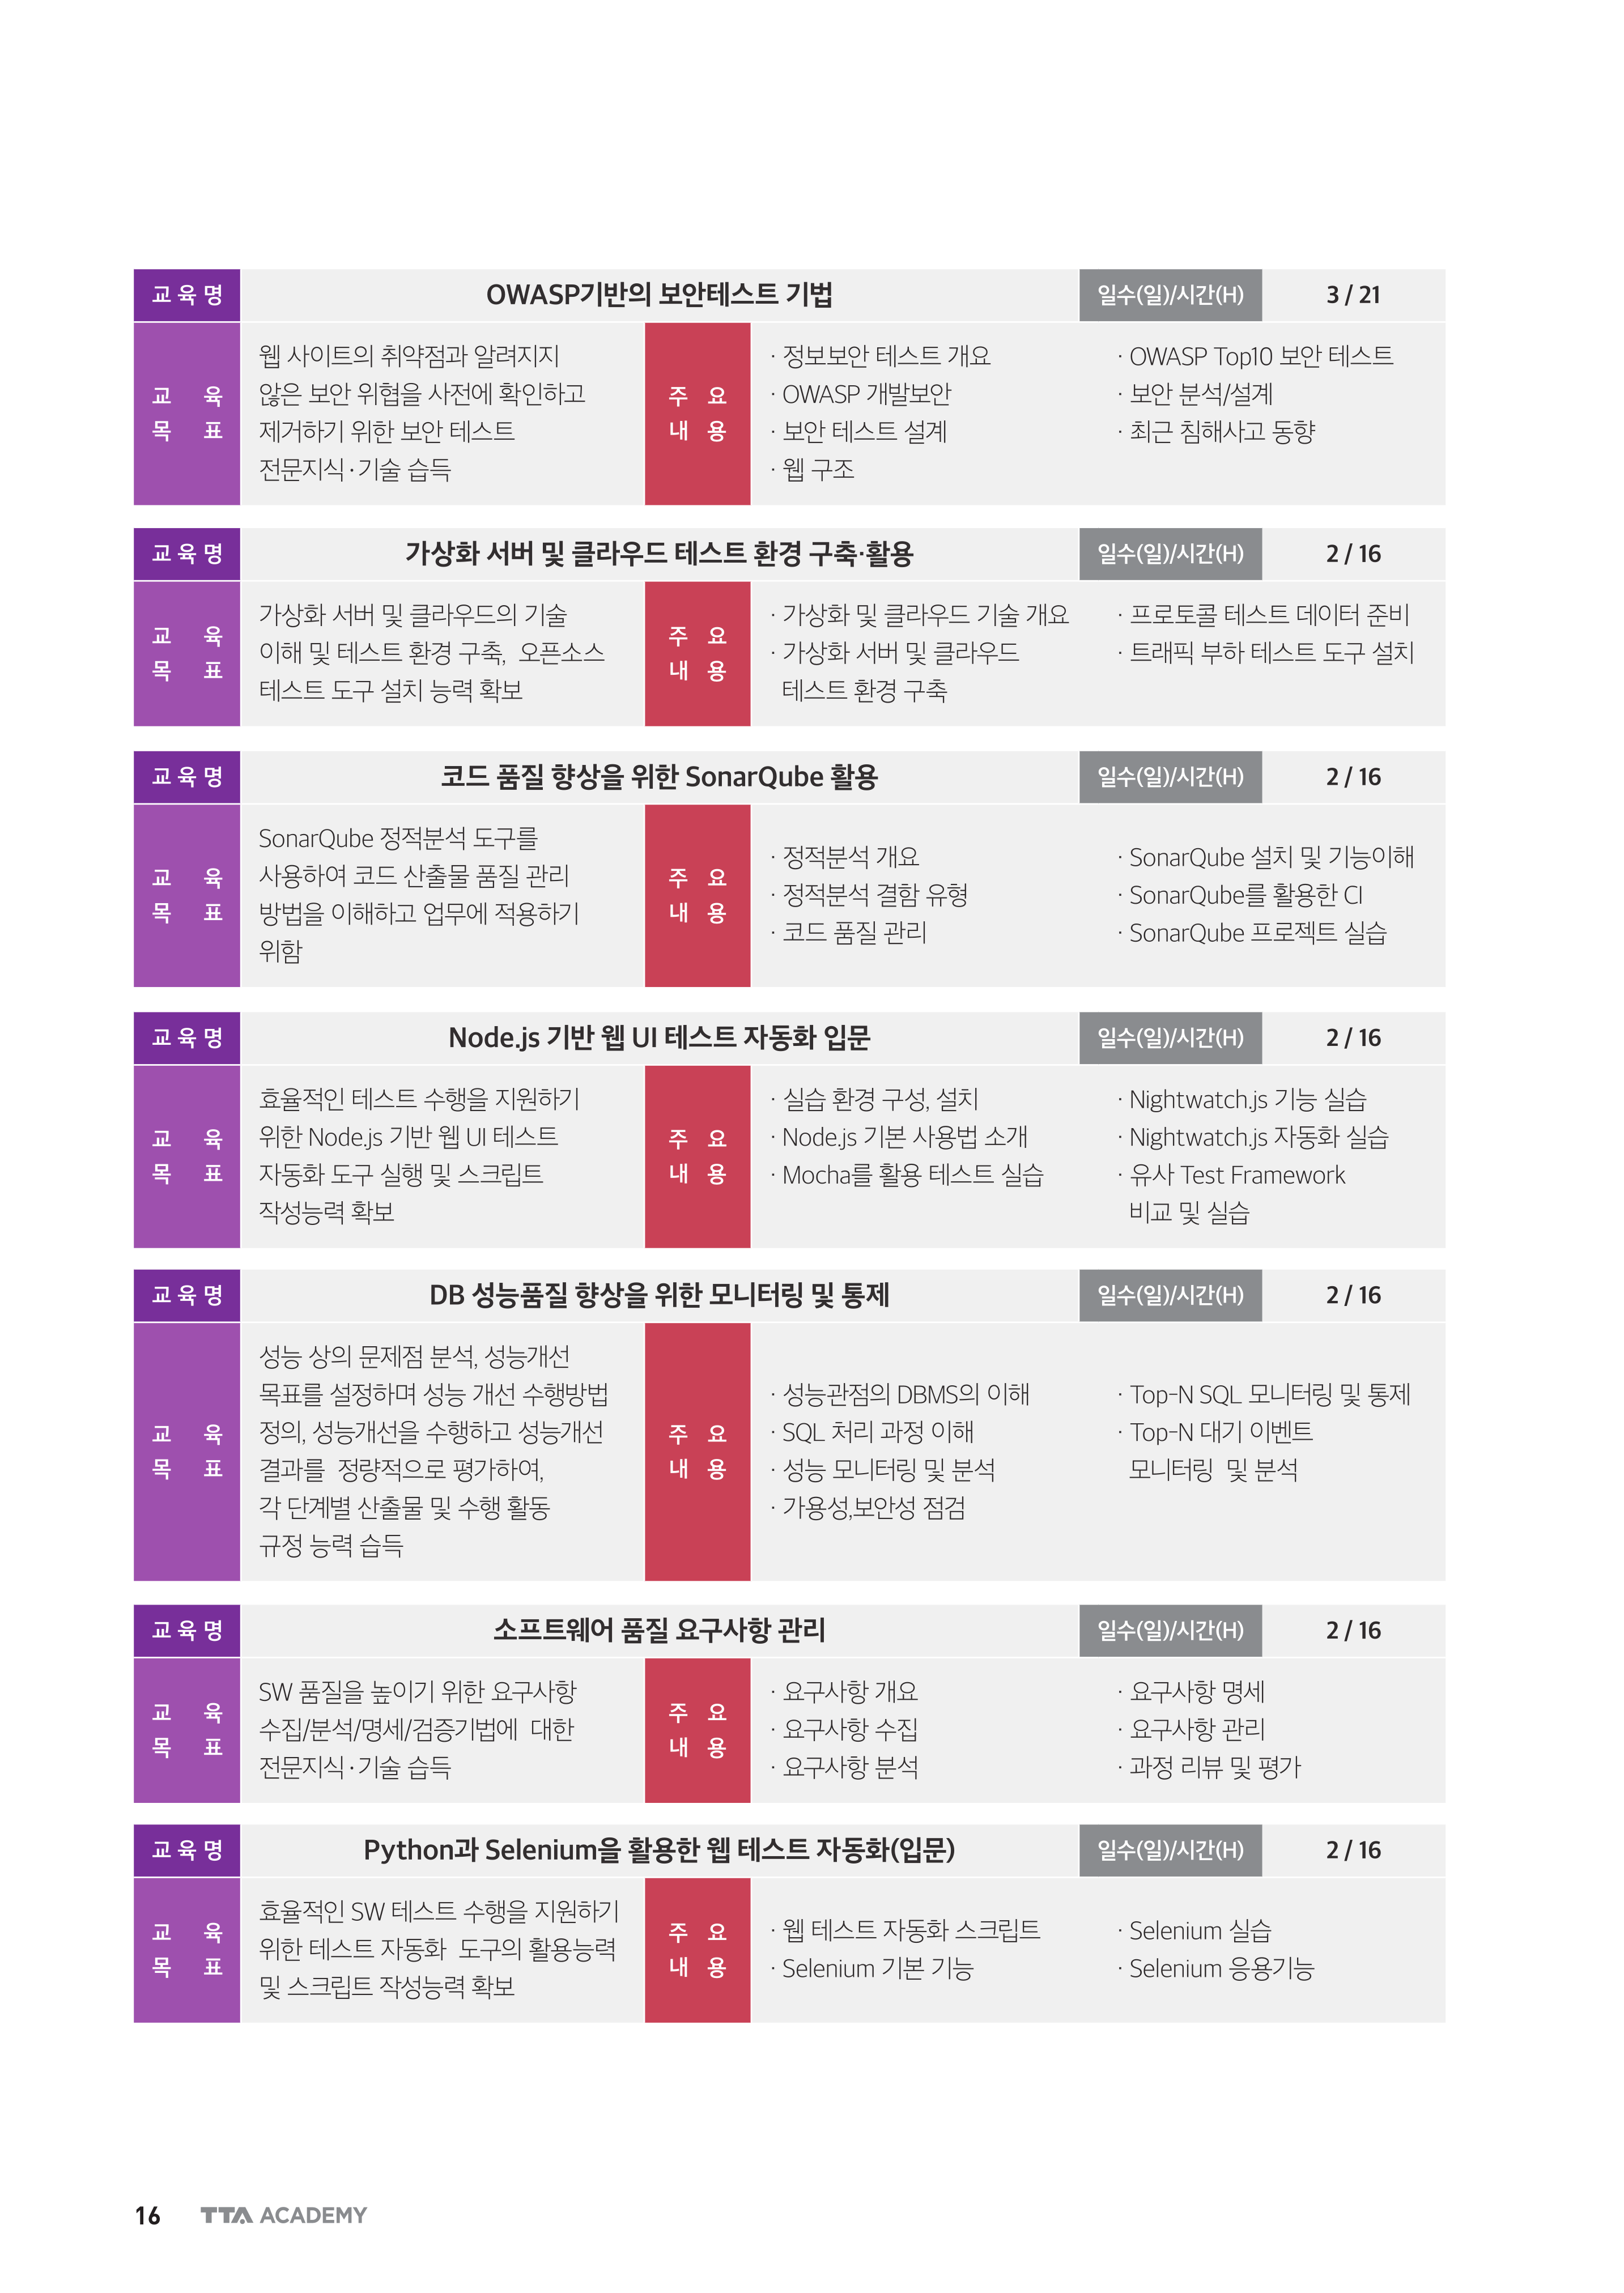 교육명 OWASP기반의 보안테스트 기법 일수(일)/시간(H) 3 / 21
교육목표
웹 사이트의 취약점과 알려지지
않은 보안 위협을 사전에 확인하고
제거하기 위한 보안 테스트
전문지식·기술 습득
주요내용
· 정보보안 테스트 개요
· OWASP 개발보안
· 보안 테스트 설계
· 웹 구조
· OWASP Top10 보안 테스트
· 보안 분석/설계
· 최근 침해사고 동향
교육명 가상화 서버 및 클라우드 테스트 환경 구축·활용 일수(일)/시간(H) 2 / 16
교육목표
가상화 서버 및 클라우드의 기술
이해 및 테스트 환경 구축, 오픈소스
테스트 도구 설치 능력 확보
주요내용
· 가상화 및 클라우드 기술 개요
· 가상화 서버 및 클라우드
테스트 환경 구축
· 프로토콜 테스트 데이터 준비
· 트래픽 부하 테스트 도구 설치
교육명 코드 품질 향상을 위한 SonarQube 활용 일수(일)/시간(H) 2 / 16
교육목표
SonarQube 정적분석 도구를
사용하여 코드 산출물 품질 관리
방법을 이해하고 업무에 적용하기
위함
주요내용
· 정적분석 개요
· 정적분석 결함 유형
· 코드 품질 관리
· SonarQube 설치 및 기능이해
· SonarQube를 활용한 CI
· SonarQube 프로젝트 실습
교육명 Node.js 기반 웹 UI 테스트 자동화 입문 일수(일)/시간(H) 2 / 16
교육목표
효율적인 테스트 수행을 지원하기
위한 Node.js 기반 웹 UI 테스트
자동화 도구 실행 및 스크립트
작성능력 확보
주요내용
· 실습 환경 구성, 설치
· Node.js 기본 사용법 소개
· Mocha를 활용 테스트 실습
· Nightwatch.js 기능 실습
· Nightwatch.js 자동화 실습
· 유사 Test Framework
비교 및 실습
교육명 DB 성능품질 향상을 위한 모니터링 및 통제 일수(일)/시간(H) 2 / 16
교육목표
성능 상의 문제점 분석, 성능개선
목표를 설정하며 성능 개선 수행방법
정의, 성능개선을 수행하고 성능개선
결과를 정량적으로 평가하여,
각 단계별 산출물 및 수행 활동
규정 능력 습득
주요내용
· 성능관점의 DBMS의 이해
· SQL 처리 과정 이해
· 성능 모니터링 및 분석
· 가용성,보안성 점검
· Top-N SQL 모니터링 및 통제
· Top-N 대기 이벤트
모니터링 및 분석
교육명 소프트웨어 품질 요구사항 관리 일수(일)/시간(H) 2 / 16
교육목표
SW 품질을 높이기 위한 요구사항
수집/분석/명세/검증기법에 대한
전문지식·기술 습득
주요내용
· 요구사항 개요
· 요구사항 수집
· 요구사항 분석
· 요구사항 명세
· 요구사항 관리
· 과정 리뷰 및 평가
교육명 Python과 Selenium을 활용한 웹 테스트 자동화(입문) 일수(일)/시간(H) 2 / 16
교육목표
효율적인 SW 테스트 수행을 지원하기
위한 테스트 자동화 도구의 활용능력
및 스크립트 작성능력 확보
주요내용
· 웹 테스트 자동화 스크립트
· Selenium 기본 기능
· Selenium 실습
· Selenium 응용기능
16 TTA ACADEMY